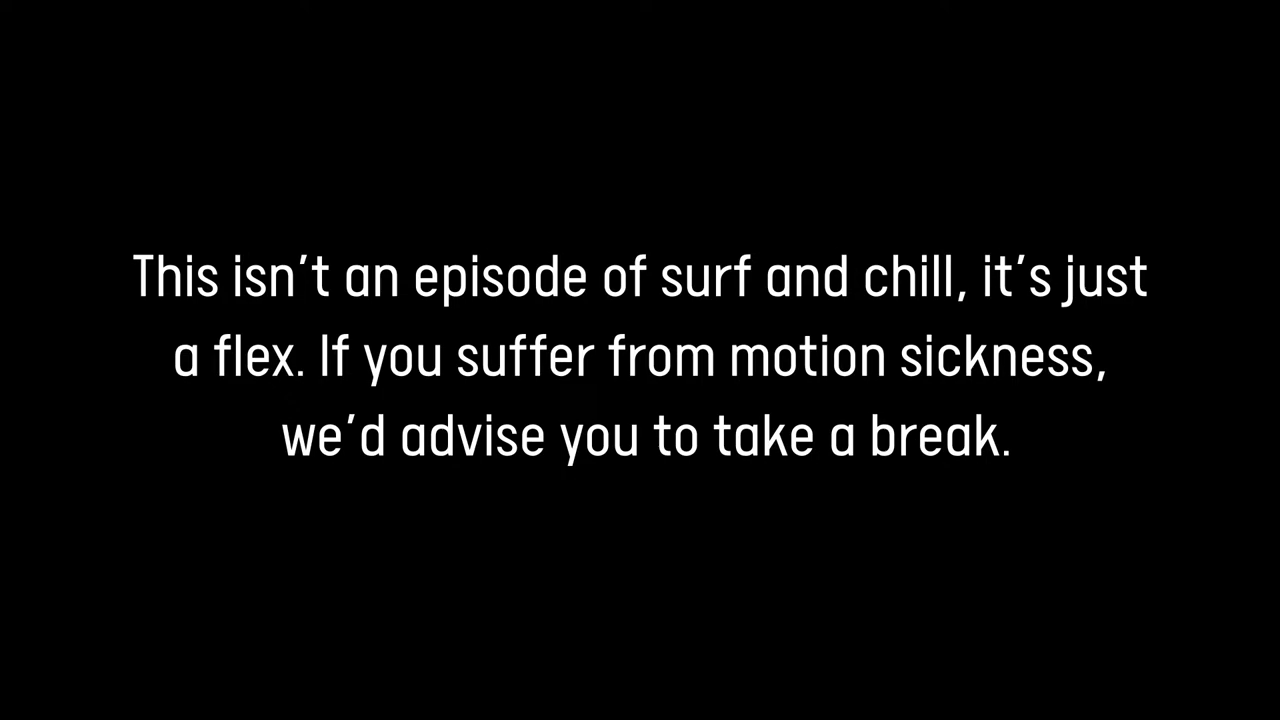 This isn't an episode of surf and chill, it's just
a flex. If you suffer from motion sickness,
we'd advise you to take a break.